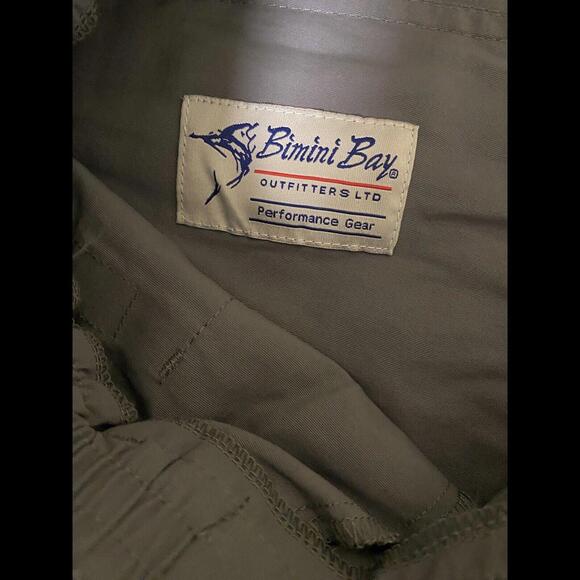 Bimini Bay®
OUTFITTERS LTD
Performance Gear